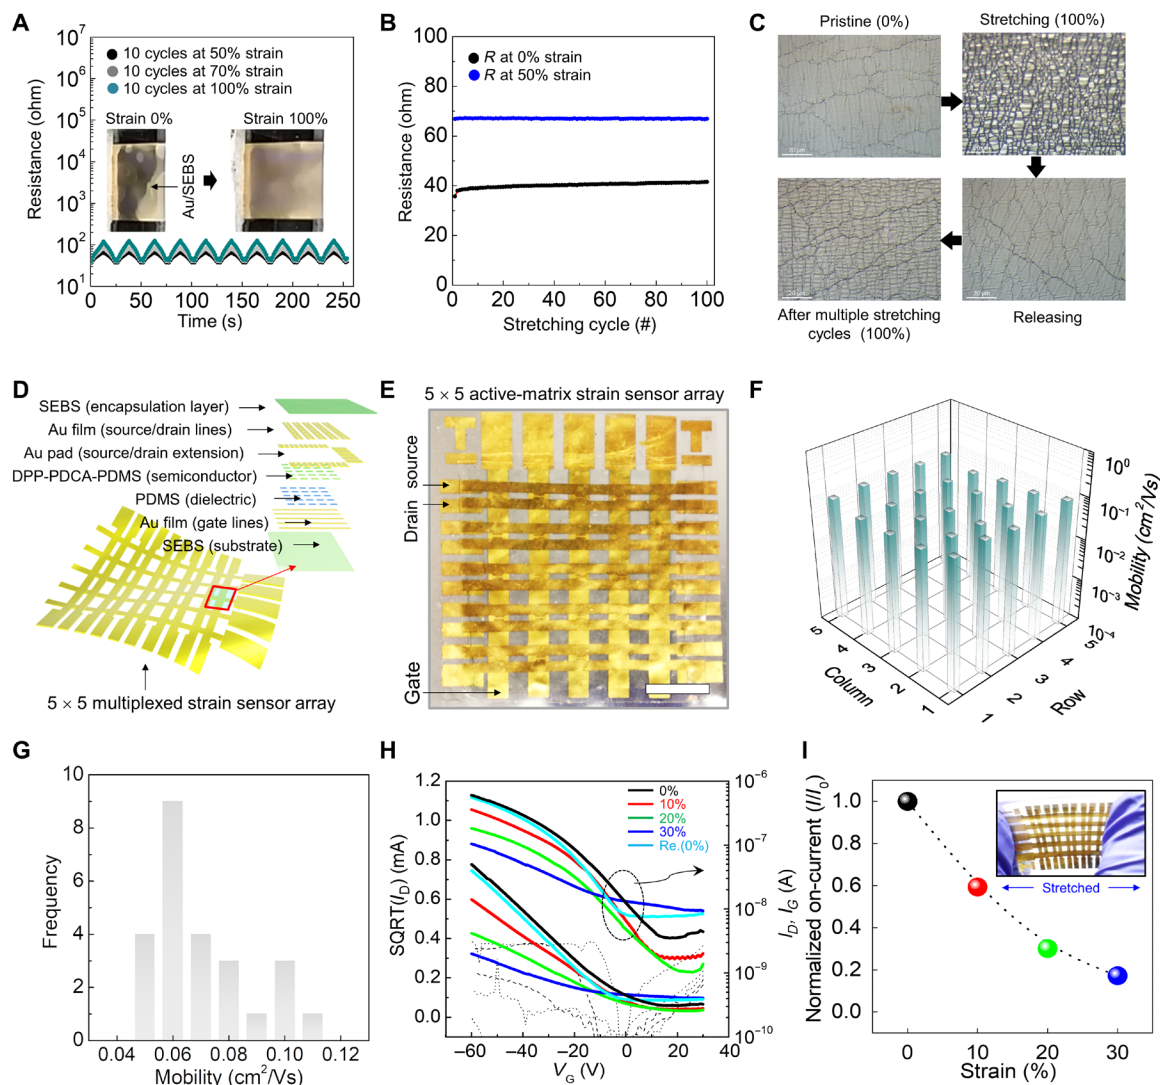 A
10⁷
10⁶
10⁵
10⁴
10³
10²
10¹
Resistance (ohm)
10 cycles at 50% strain
10 cycles at 70% strain
10 cycles at 100% strain
Strain 0%
Strain 100%
Au/SEBS
0 50 100 150 200 250
Time (s)
B
100
80
60
40
20
0
Resistance (ohm)
R at 0% strain
R at 50% strain
0 20 40 60 80 100
Stretching cycle (#)
C
Pristine (0%)
Stretching (100%)
20 μm
20 μm
20 μm
After multiple stretching
cycles (100%)
Releasing
D
SEBS (encapsulation layer)
Au film (source/drain lines)
Au pad (source/drain extension)
DPP-PDCA-PDMS (semiconductor)
PDMS (dielectric)
Au film (gate lines)
SEBS (substrate)
5 × 5 multiplexed strain sensor array
E
5 × 5 active-matrix strain sensor array
Drain source
Gate
F
10⁰
10⁻¹
10⁻²
10⁻³
10⁻⁴
Mobility (cm²/Vs)
5 4 3 2 1
Column
1 2 3 4 5
Row
G
10
8
6
4
2
0
Frequency
0.04 0.06 0.08 0.10 0.12
Mobility (cm²/Vs)
H
1.2
1.0
0.8
0.6
0.4
0.2
0.0
SQRT(I_D) (mA)
0%
10%
20%
30%
Re.(0%)
10⁻⁶
10⁻⁷
10⁻⁸
10⁻⁹
10⁻¹⁰
I_D, I_G (A)
−60 −40 −20 0 20 40
V_G (V)
I
1.0
0.8
0.6
0.4
0.2
0.0
Normalized on-current (I/I₀)
Stretched
0 10 20 30
Strain (%)